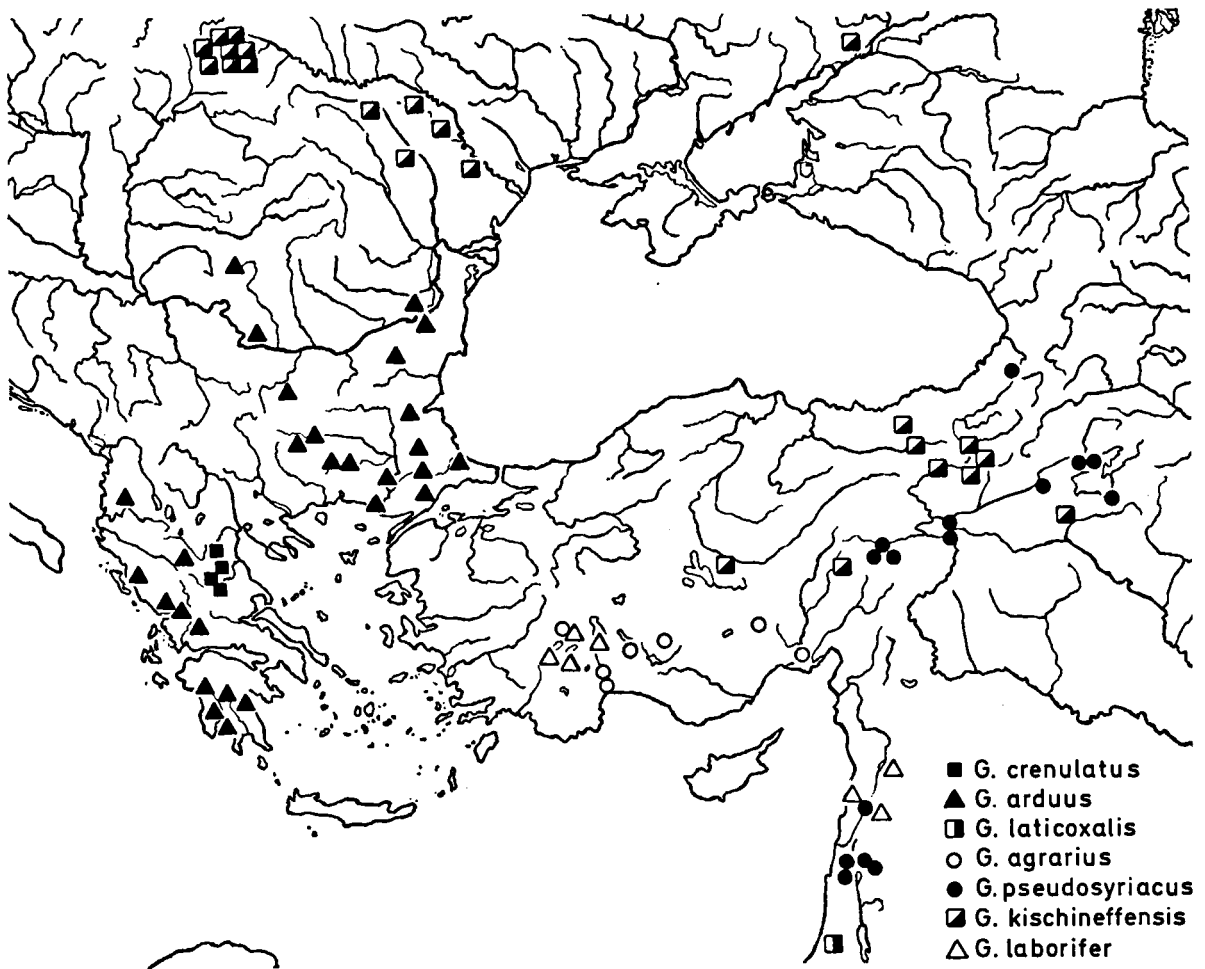 G. crenulatus
G. arduus
G. laticoxalis
G. agrarius
G. pseudosyriacus
G. kischineffensis
G. laborifer